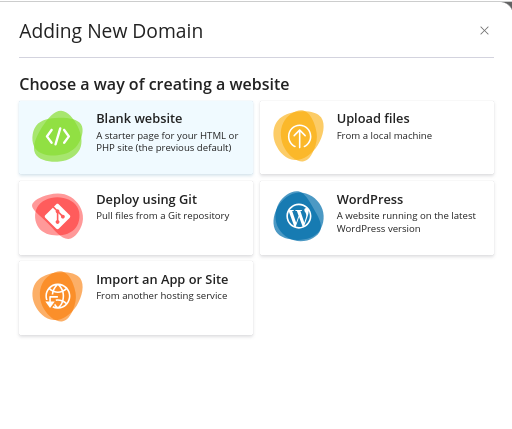 Adding New Domain
Choose a way of creating a website
Blank website
A starter page for your HTML or
PHP site (the previous default)
Upload files
From a local machine
Deploy using Git
Pull files from a Git repository
WordPress
A website running on the latest
WordPress version
Import an App or Site
From another hosting service